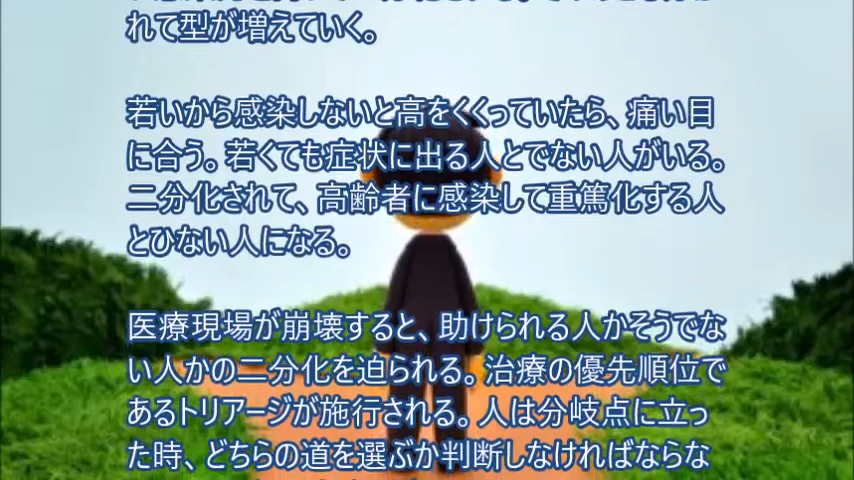 れて型が増えていく。
若いから感染しないと高をくくっていたら、痛い目
に合う。若くても症状に出る人とでない人がいる。
二分化されて、高齢者に感染して重篤化する人
とひない人になる。
医療現場が崩壊すると、助けられる人かそうでな
い人かの二分化を迫られる。治療の優先順位で
あるトリアージが施行される。人は分岐点に立っ
た時、どちらの道を選ぶか判断しなければならな